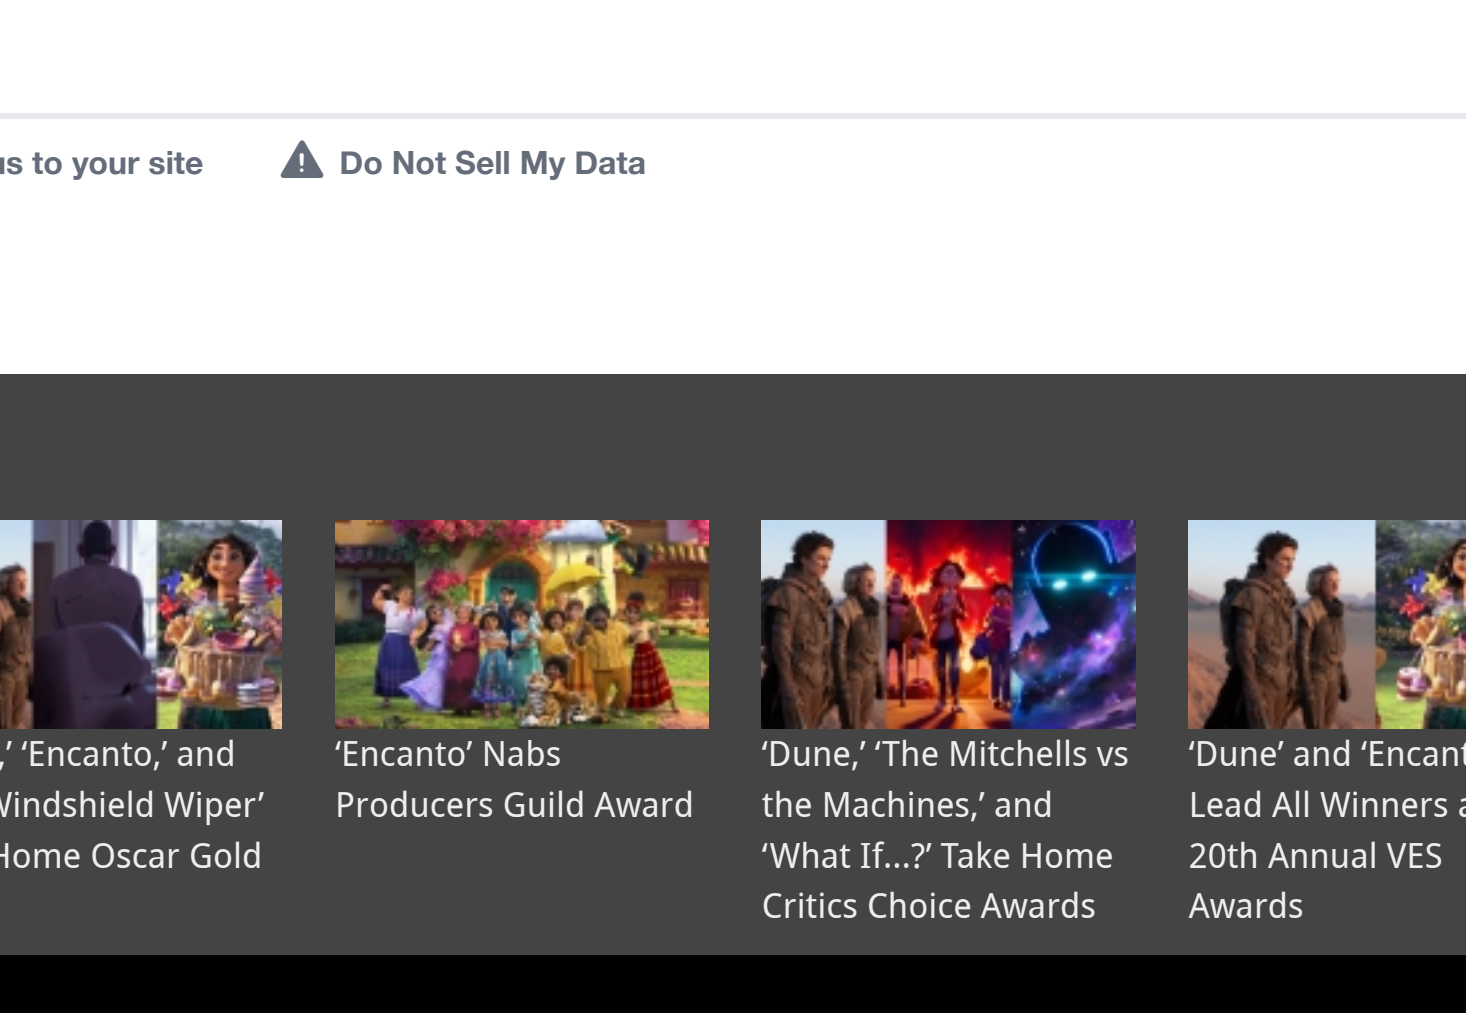 us to your site
Do Not Sell My Data
,’ ‘Encanto,’ and
Windshield Wiper’
Home Oscar Gold
‘Encanto’ Nabs
Producers Guild Award
‘Dune,’ ‘The Mitchells vs
the Machines,’ and
‘What If…?’ Take Home
Critics Choice Awards
‘Dune’ and ‘Encant
Lead All Winners a
20th Annual VES
Awards